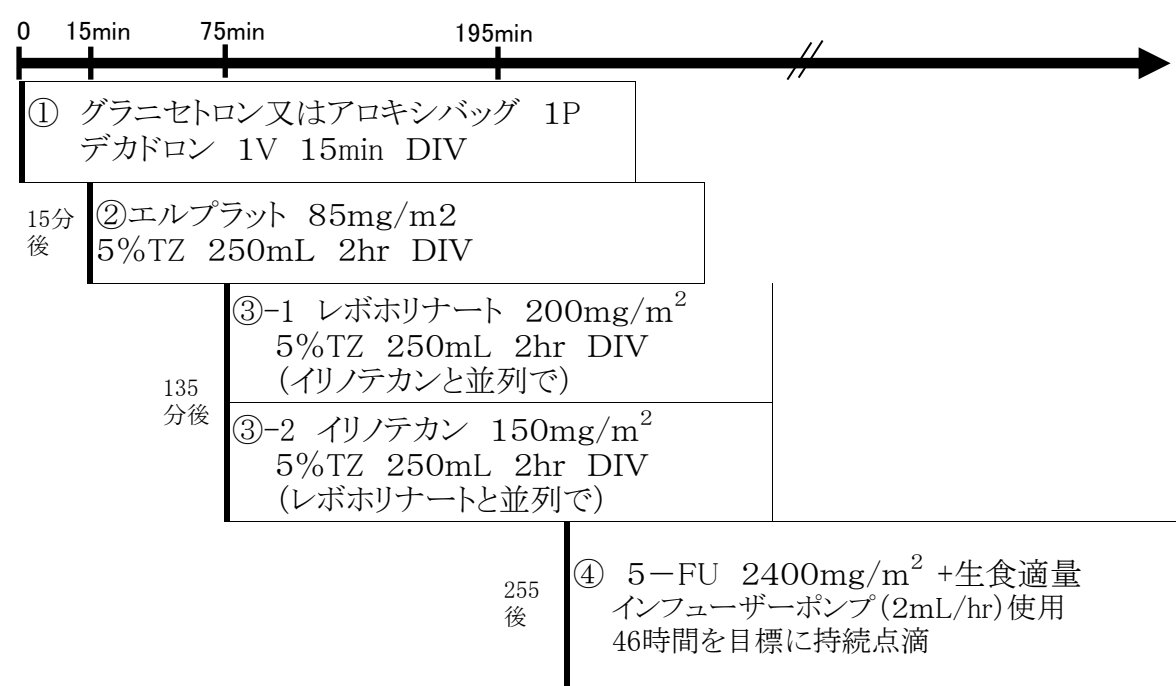 0 15min 75min 195min
① グラニセトロン又はアロキシバッグ 1P
デカドロン 1V 15min DIV
15分
後
②エルプラット 85mg/m2
5%TZ 250mL 2hr DIV
③-1 レボホリナート 200mg/m²
5%TZ 250mL 2hr DIV
(イリノテカンと並列で)
135
分後
③-2 イリノテカン 150mg/m²
5%TZ 250mL 2hr DIV
(レボホリナートと並列で)
255
後
④ 5-FU 2400mg/m² +生食適量
インフューザーポンプ(2mL/hr)使用
46時間を目標に持続点滴